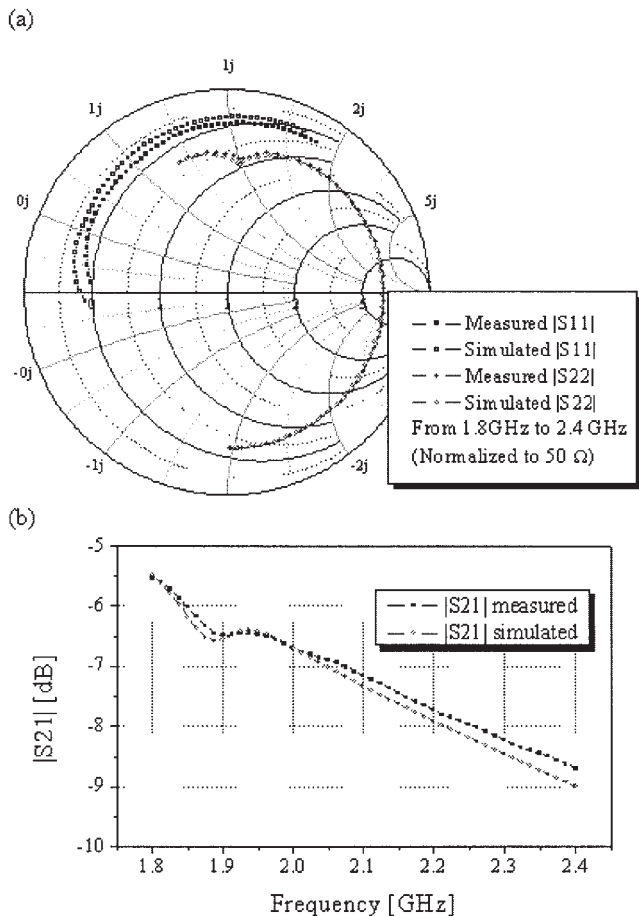 (a)
1j
1j
2j
0j
5j
0
-0j
-1j
-2j
Measured |S11|
Simulated |S11|
Measured |S22|
Simulated |S22|
From 1.8GHz to 2.4 GHz
(Normalized to 50 Ω)
(b)
-5
-6
-7
-8
-9
-10
|S21| [dB]
|S21| measured
|S21| simulated
1.8
1.9
2.0
2.1
2.2
2.3
2.4
Frequency [GHz]